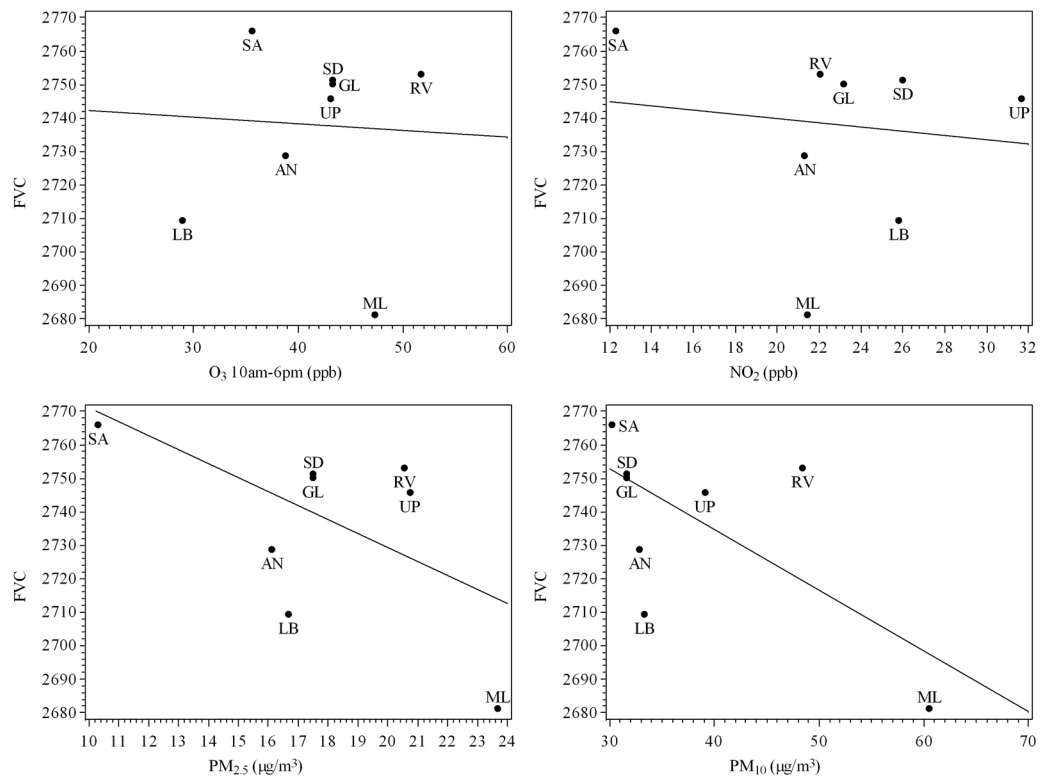 2770
2760
2750
2740
2730
2720
2710
2700
2690
2680
FVC
SA
SD
GL
RV
UP
AN
LB
ML
20 30 40 50 60
O₃ 10am-6pm (ppb)
2770
2760
2750
2740
2730
2720
2710
2700
2690
2680
FVC
SA
RV
GL
SD
UP
AN
LB
ML
12 14 16 18 20 22 24 26 28 30 32
NO₂ (ppb)
2770
2760
2750
2740
2730
2720
2710
2700
2690
2680
FVC
SA
SD
GL
RV
UP
AN
LB
ML
10 11 12 13 14 15 16 17 18 19 20 21 22 23 24
PM₂.₅ (μg/m³)
2770
2760
2750
2740
2730
2720
2710
2700
2690
2680
FVC
SA
SD
GL
RV
UP
AN
LB
ML
30 40 50 60 70
PM₁₀ (μg/m³)